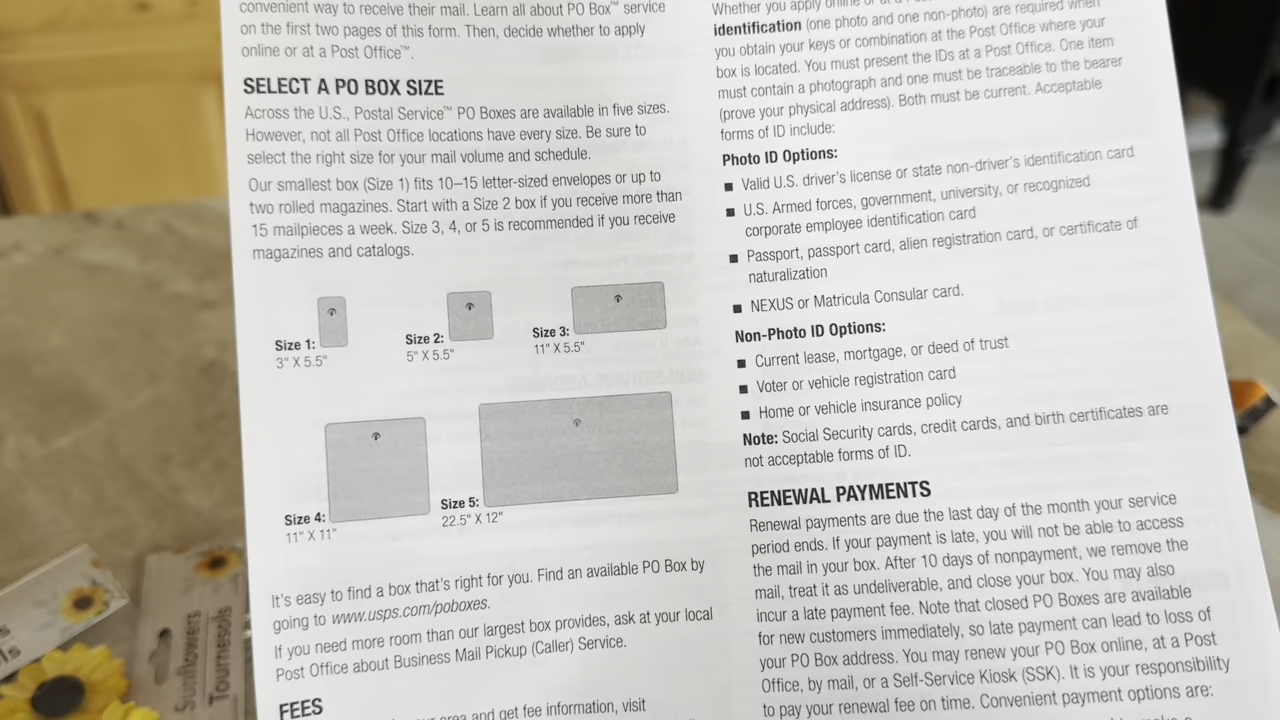 convenient way to receive their mail. Learn all about PO Box™ service
on the first two pages of this form. Then, decide whether to apply
online or at a Post Office™.
SELECT A PO BOX SIZE
Across the U.S., Postal Service™ PO Boxes are available in five sizes.
However, not all Post Office locations have every size. Be sure to
select the right size for your mail volume and schedule.
Our smallest box (Size 1) fits 10–15 letter-sized envelopes or up to
two rolled magazines. Start with a Size 2 box if you receive more than
15 mailpieces a week. Size 3, 4, or 5 is recommended if you receive
magazines and catalogs.
Size 1:
3" X 5.5"
Size 2:
5" X 5.5"
Size 3:
11" X 5.5"
Size 4:
11" X 11"
Size 5:
22.5" X 12"
It's easy to find a box that's right for you. Find an available PO Box by
going to www.usps.com/poboxes.
If you need more room than our largest box provides, ask at your local
Post Office about Business Mail Pickup (Caller) Service.
FEES
area and get fee information, visit
Whether you apply online or at a
identification (one photo and one non-photo) are required when
you obtain your keys or combination at the Post Office where your
box is located. You must present the IDs at a Post Office. One item
must contain a photograph and one must be traceable to the bearer
(prove your physical address). Both must be current. Acceptable
forms of ID include:
Photo ID Options:
■ Valid U.S. driver's license or state non-driver's identification card
■ U.S. Armed forces, government, university, or recognized
corporate employee identification card
■ Passport, passport card, alien registration card, or certificate of
naturalization
■ NEXUS or Matricula Consular card.
Non-Photo ID Options:
■ Current lease, mortgage, or deed of trust
■ Voter or vehicle registration card
■ Home or vehicle insurance policy
Note: Social Security cards, credit cards, and birth certificates are
not acceptable forms of ID.
RENEWAL PAYMENTS
Renewal payments are due the last day of the month your service
period ends. If your payment is late, you will not be able to access
the mail in your box. After 10 days of nonpayment, we remove the
mail, treat it as undeliverable, and close your box. You may also
incur a late payment fee. Note that closed PO Boxes are available
for new customers immediately, so late payment can lead to loss of
your PO Box address. You may renew your PO Box online, at a Post
Office, by mail, or a Self-Service Kiosk (SSK). It is your responsibility
to pay your renewal fee on time. Convenient payment options are:
Sunflowers
Tournesols